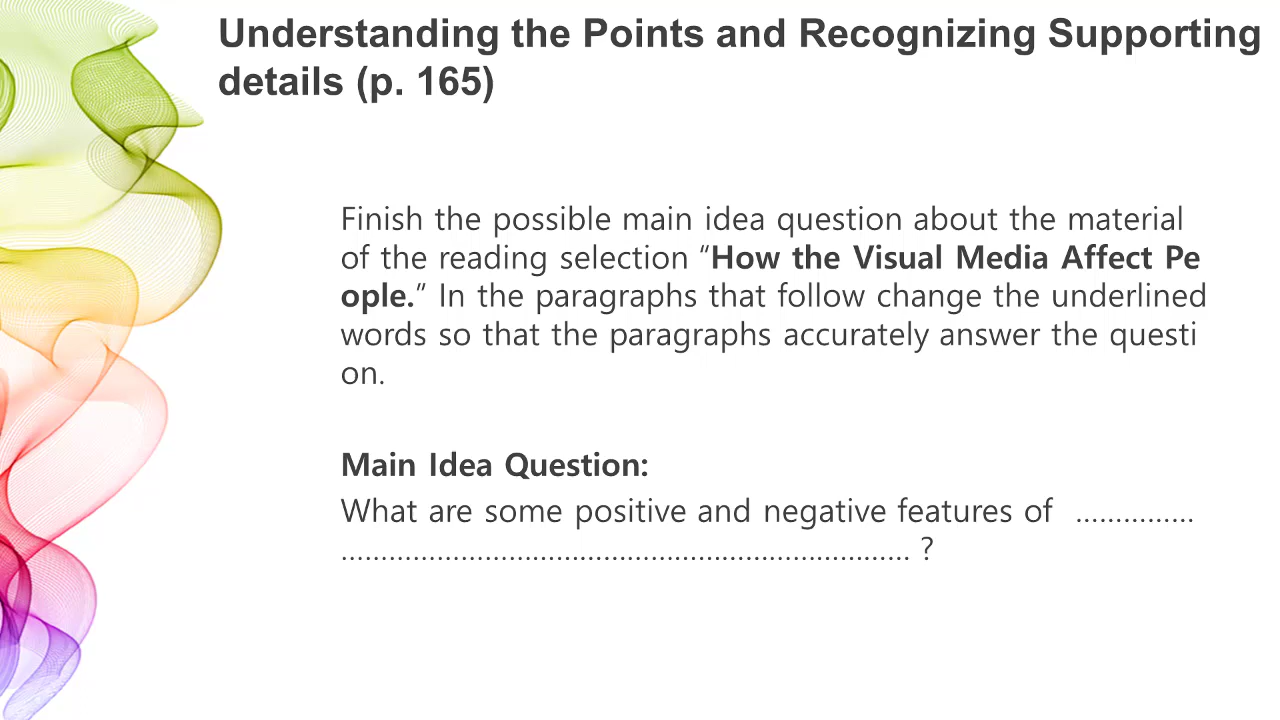 Understanding the Points and Recognizing Supporting
details (p. 165)
Finish the possible main idea question about the material
of the reading selection “How the Visual Media Affect Pe
ople.” In the paragraphs that follow change the underlined
words so that the paragraphs accurately answer the questi
on.
Main Idea Question:
What are some positive and negative features of ……………
……………………………………………………………… ?